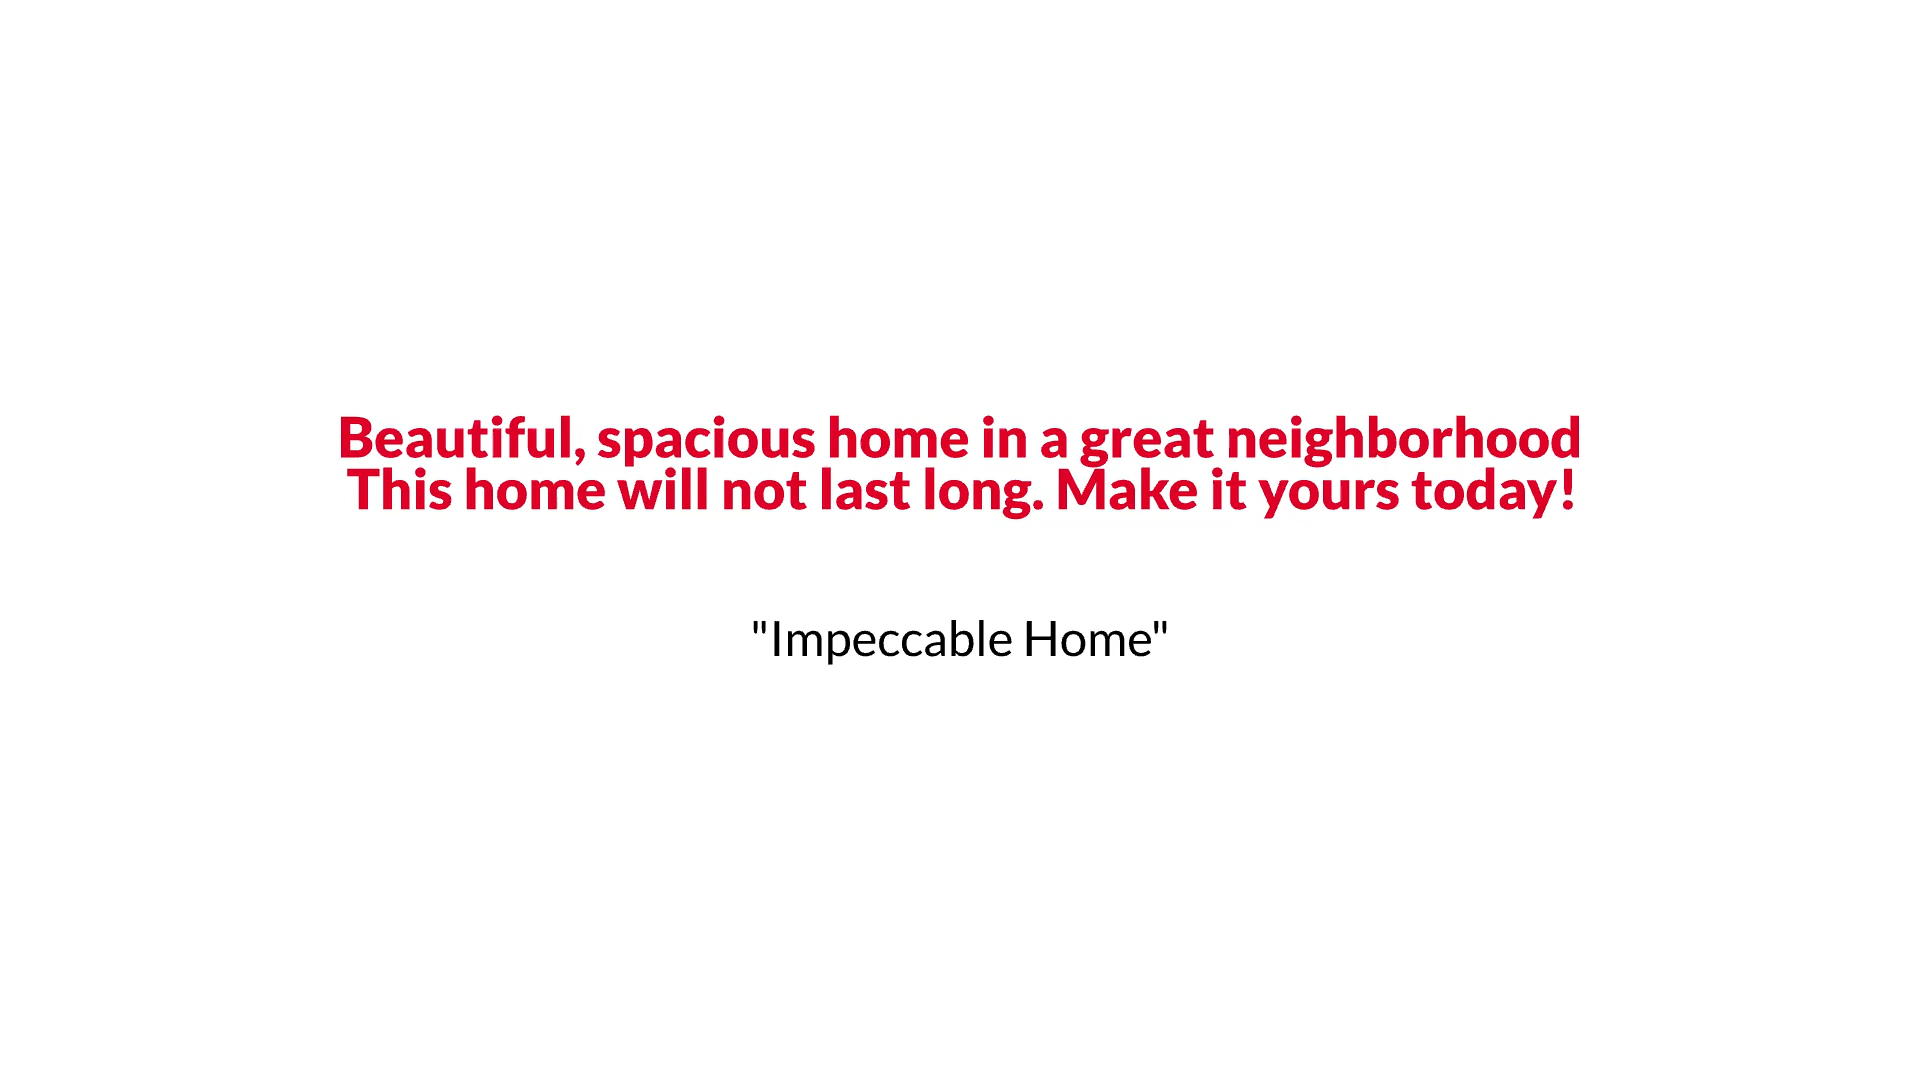 Beautiful, spacious home in a great neighborhood
This home will not last long. Make it yours today!
"Impeccable Home"